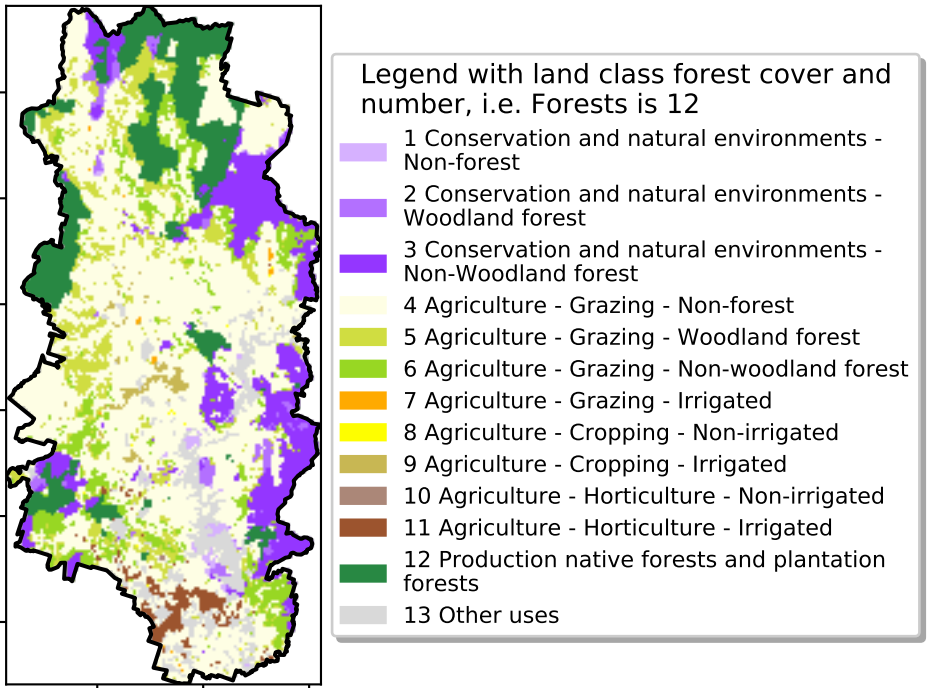 Legend with land class forest cover and
number, i.e. Forests is 12
1 Conservation and natural environments -
Non-forest
2 Conservation and natural environments -
Woodland forest
3 Conservation and natural environments -
Non-Woodland forest
4 Agriculture - Grazing - Non-forest
5 Agriculture - Grazing - Woodland forest
6 Agriculture - Grazing - Non-woodland forest
7 Agriculture - Grazing - Irrigated
8 Agriculture - Cropping - Non-irrigated
9 Agriculture - Cropping - Irrigated
10 Agriculture - Horticulture - Non-irrigated
11 Agriculture - Horticulture - Irrigated
12 Production native forests and plantation
forests
13 Other uses